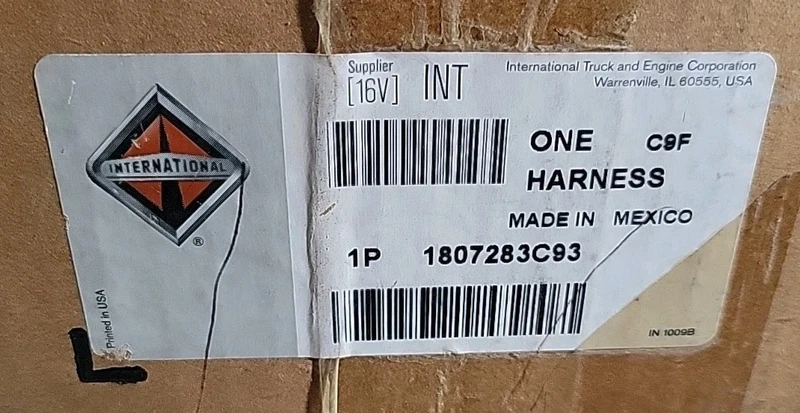 Supplier
[16V] INT
International Truck and Engine Corporation
Warrenville, IL 60555, USA
INTERNATIONAL
®
ONE C9F
HARNESS
MADE IN MEXICO
1P 1807283C93
Printed in USA
IN 1009B